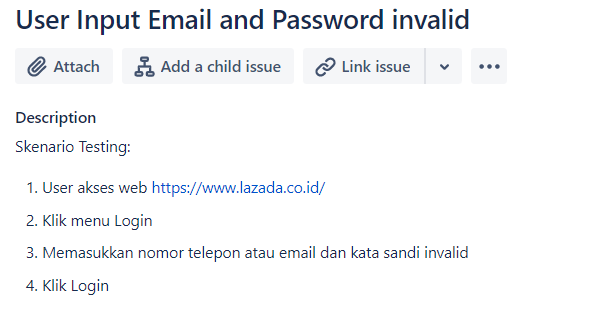 User Input Email and Password invalid
Attach
Add a child issue
Link issue
Description
Skenario Testing:
1. User akses web https://www.lazada.co.id/
2. Klik menu Login
3. Memasukkan nomor telepon atau email dan kata sandi invalid
4. Klik Login